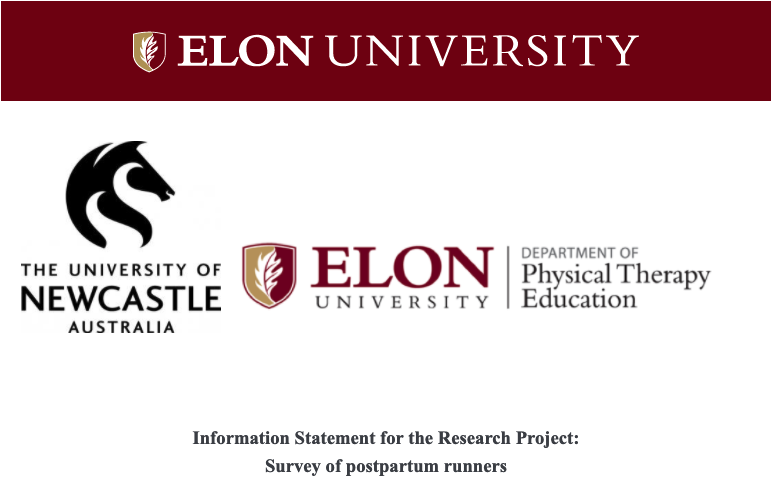 ELON UNIVERSITY
THE UNIVERSITY OF
NEWCASTLE
AUSTRALIA
ELON
UNIVERSITY
DEPARTMENT OF
Physical Therapy
Education
Information Statement for the Research Project:
Survey of postpartum runners